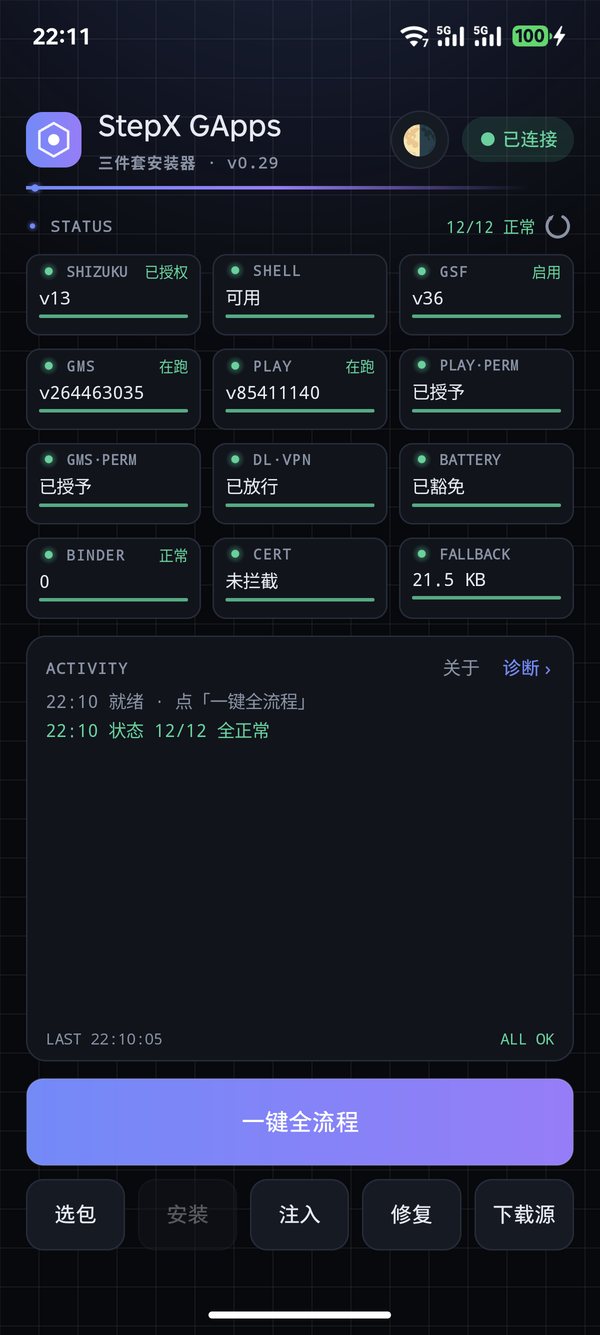 22:11
7 5G 5G 100
StepX GApps
三件套安装器 · v0.29
已连接
STATUS
12/12 正常
SHIZUKU 已授权
v13
SHELL
可用
GSF 启用
v36
GMS 在跑
v264463035
PLAY 在跑
v85411140
PLAY·PERM
已授予
GMS·PERM
已授予
DL·VPN
已放行
BATTERY
已豁免
BINDER 正常
0
CERT
未拦截
FALLBACK
21.5 KB
ACTIVITY
关于 诊断 ›
22:10 就绪 · 点「一键全流程」
22:10 状态 12/12 全正常
LAST 22:10:05
ALL OK
一键全流程
选包 安装 注入 修复 下载源